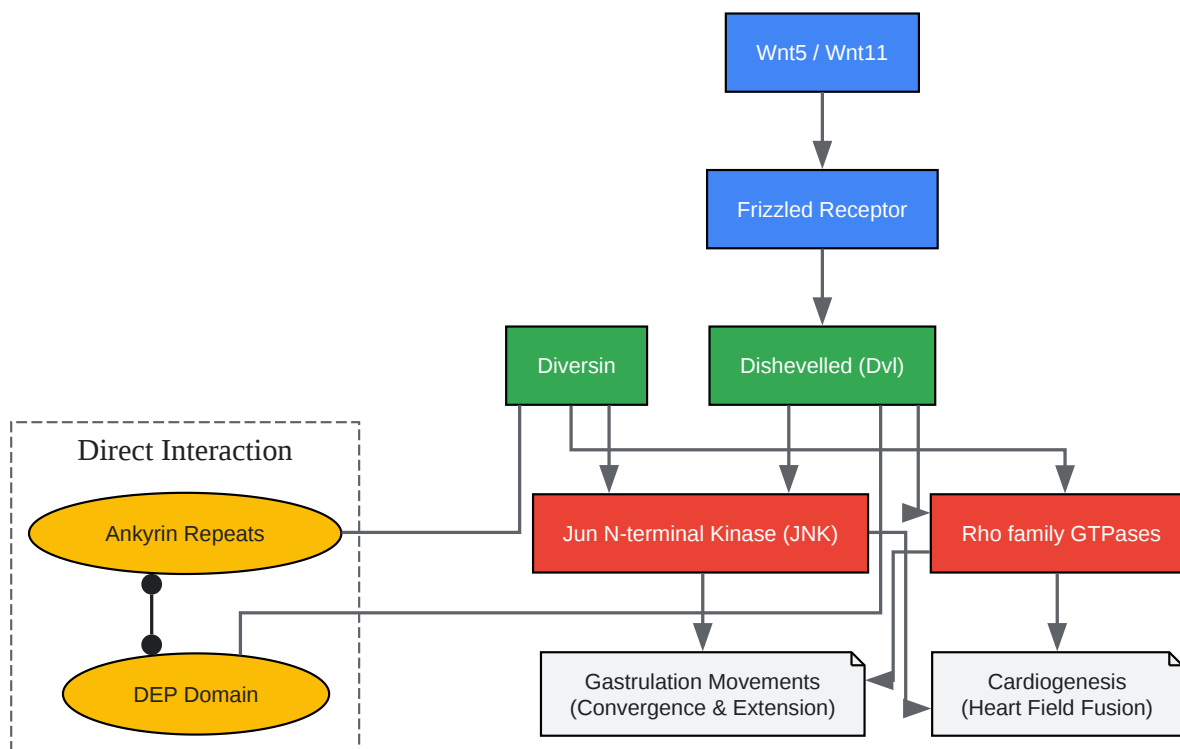 Wnt5 / Wnt11
Frizzled Receptor
Diversin
Dishevelled (Dvl)
Direct Interaction
Ankyrin Repeats
Jun N-terminal Kinase (JNK)
Rho family GTPases
DEP Domain
Gastrulation Movements
(Convergence & Extension)
Cardiogenesis
(Heart Field Fusion)